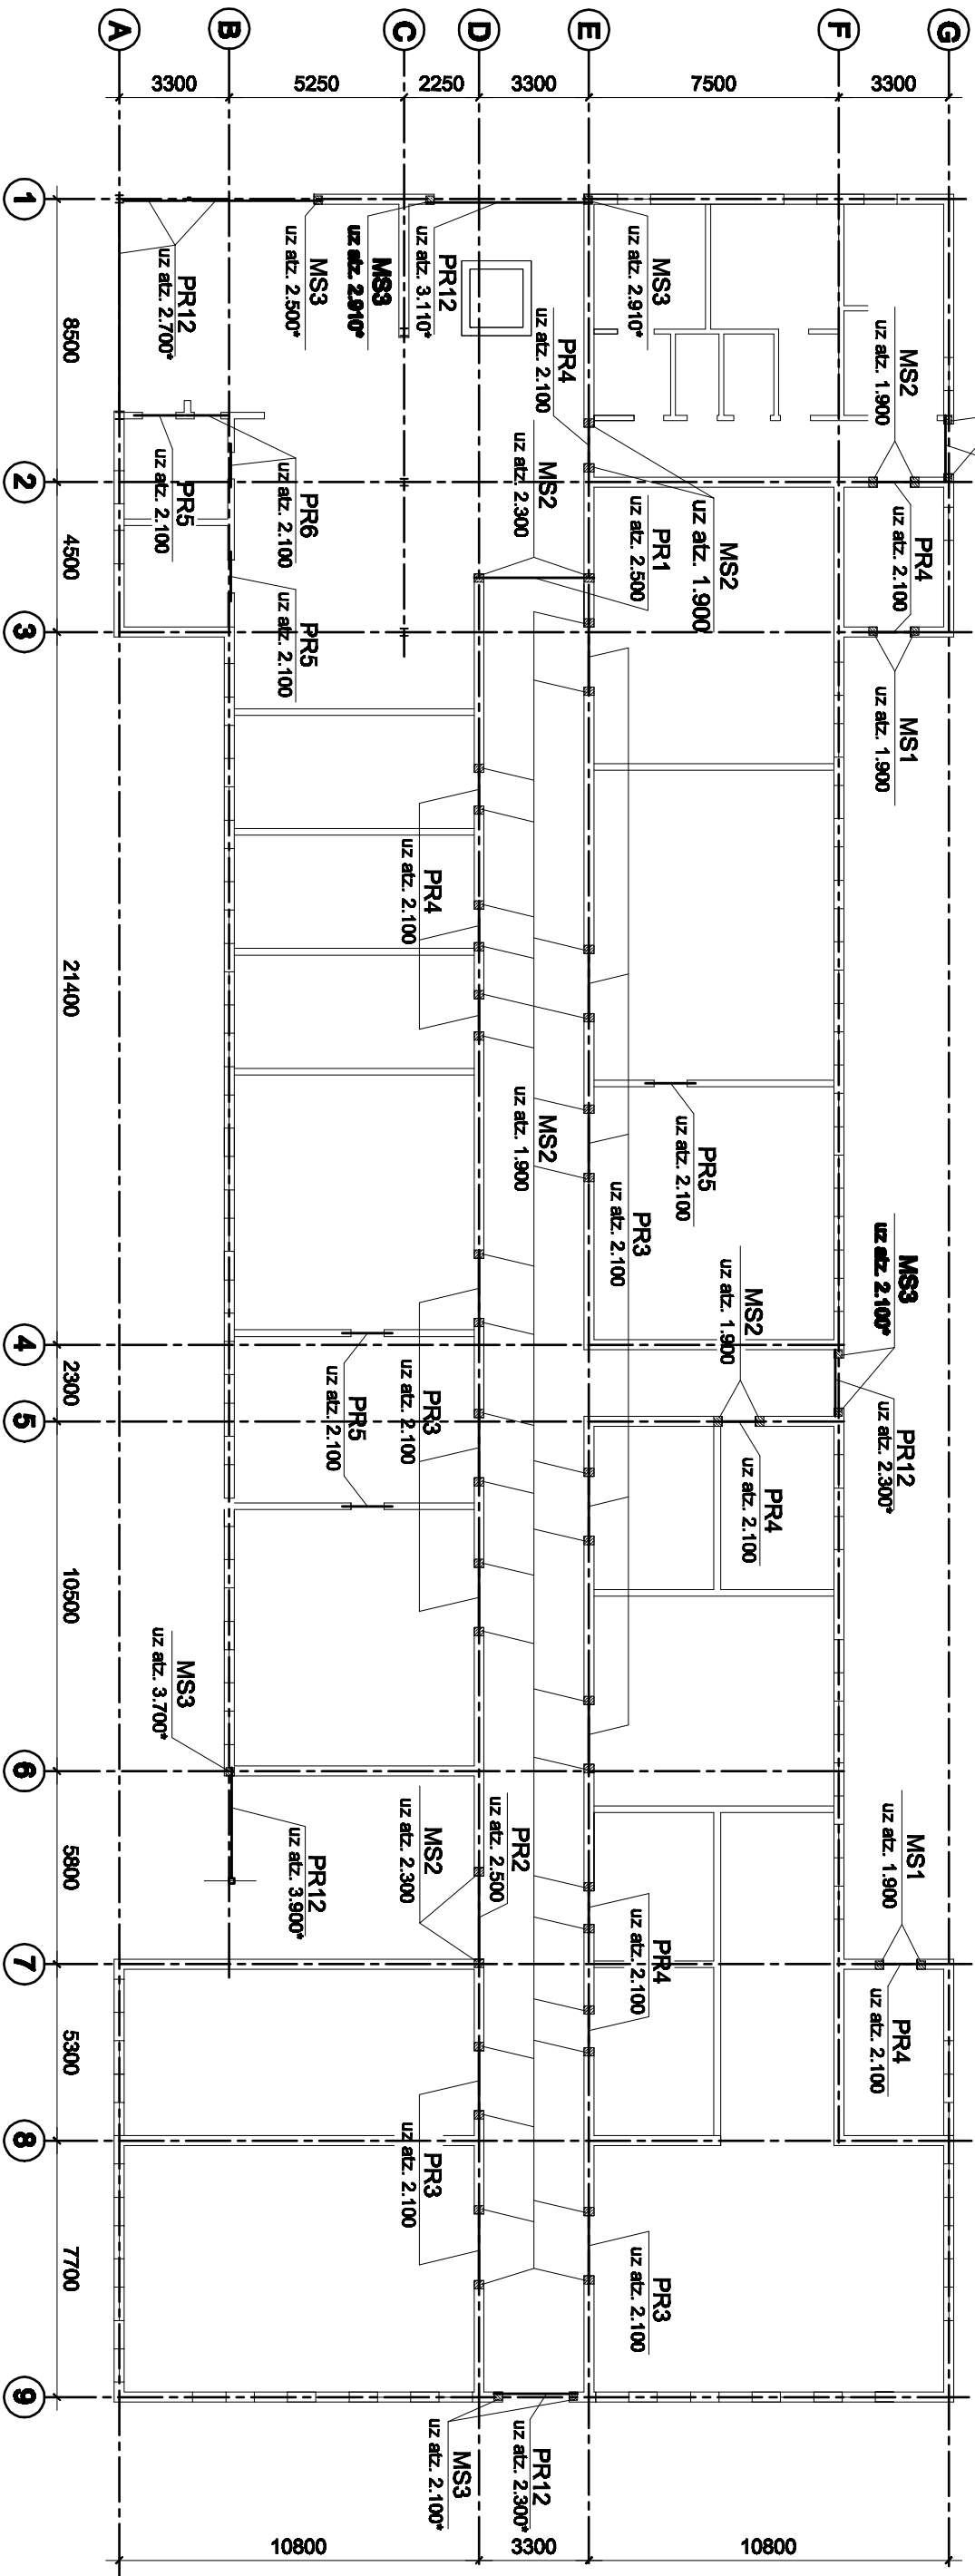 A
B
C
D
E
F
G
3300
5250
2250
3300
7500
3300
1
2
3
4
5
6
7
8
9
8500
4500
21400
2300
10500
5800
5300
7700
10800
3300
10800
MS2
uz atz. 1.900
PR4
uz atz. 2.100
MS1
uz atz. 1.900
MS3
uz atz. 2.100*
PR12
uz atz. 2.300*
MS1
uz atz. 1.900
PR4
uz atz. 2.100
MS3
uz atz. 2.910*
MS2
uz atz. 1.900
PR1
uz atz. 2.500
PR5
uz atz. 2.100
PR3
uz atz. 2.100
MS2
uz atz. 1.900
PR4
uz atz. 2.100
PR4
uz atz. 2.100
PR3
uz atz. 2.100
PR4
uz atz. 2.100
MS2
uz atz. 2.300
MS2
uz atz. 1.900
PR2
uz atz. 2.500
PR12
uz atz. 2.300*
PR12
uz atz. 3.110*
MS3
uz atz. 2.910*
MS3
uz atz. 2.500*
PR4
uz atz. 2.100
PR3
uz atz. 2.100
PR5
uz atz. 2.100
MS2
uz atz. 2.300
PR3
uz atz. 2.100
MS3
uz atz. 2.100*
PR12
uz atz. 2.700*
PR6
uz atz. 2.100
PR5
uz atz. 2.100
PR5
uz atz. 2.100
MS3
uz atz. 3.700*
PR12
uz atz. 3.900*